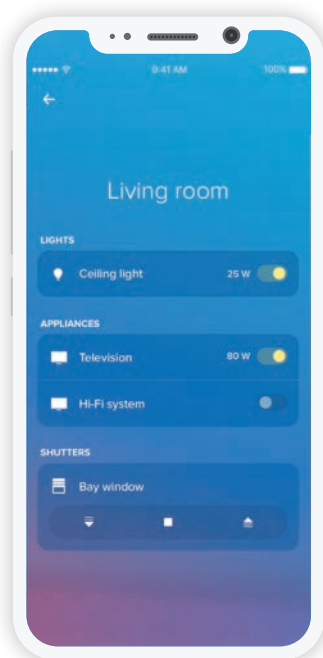 9:41 AM 100%
Living room
LIGHTS
Ceiling light 25 W
APPLIANCES
Television 80 W
Hi-Fi system
SHUTTERS
Bay window